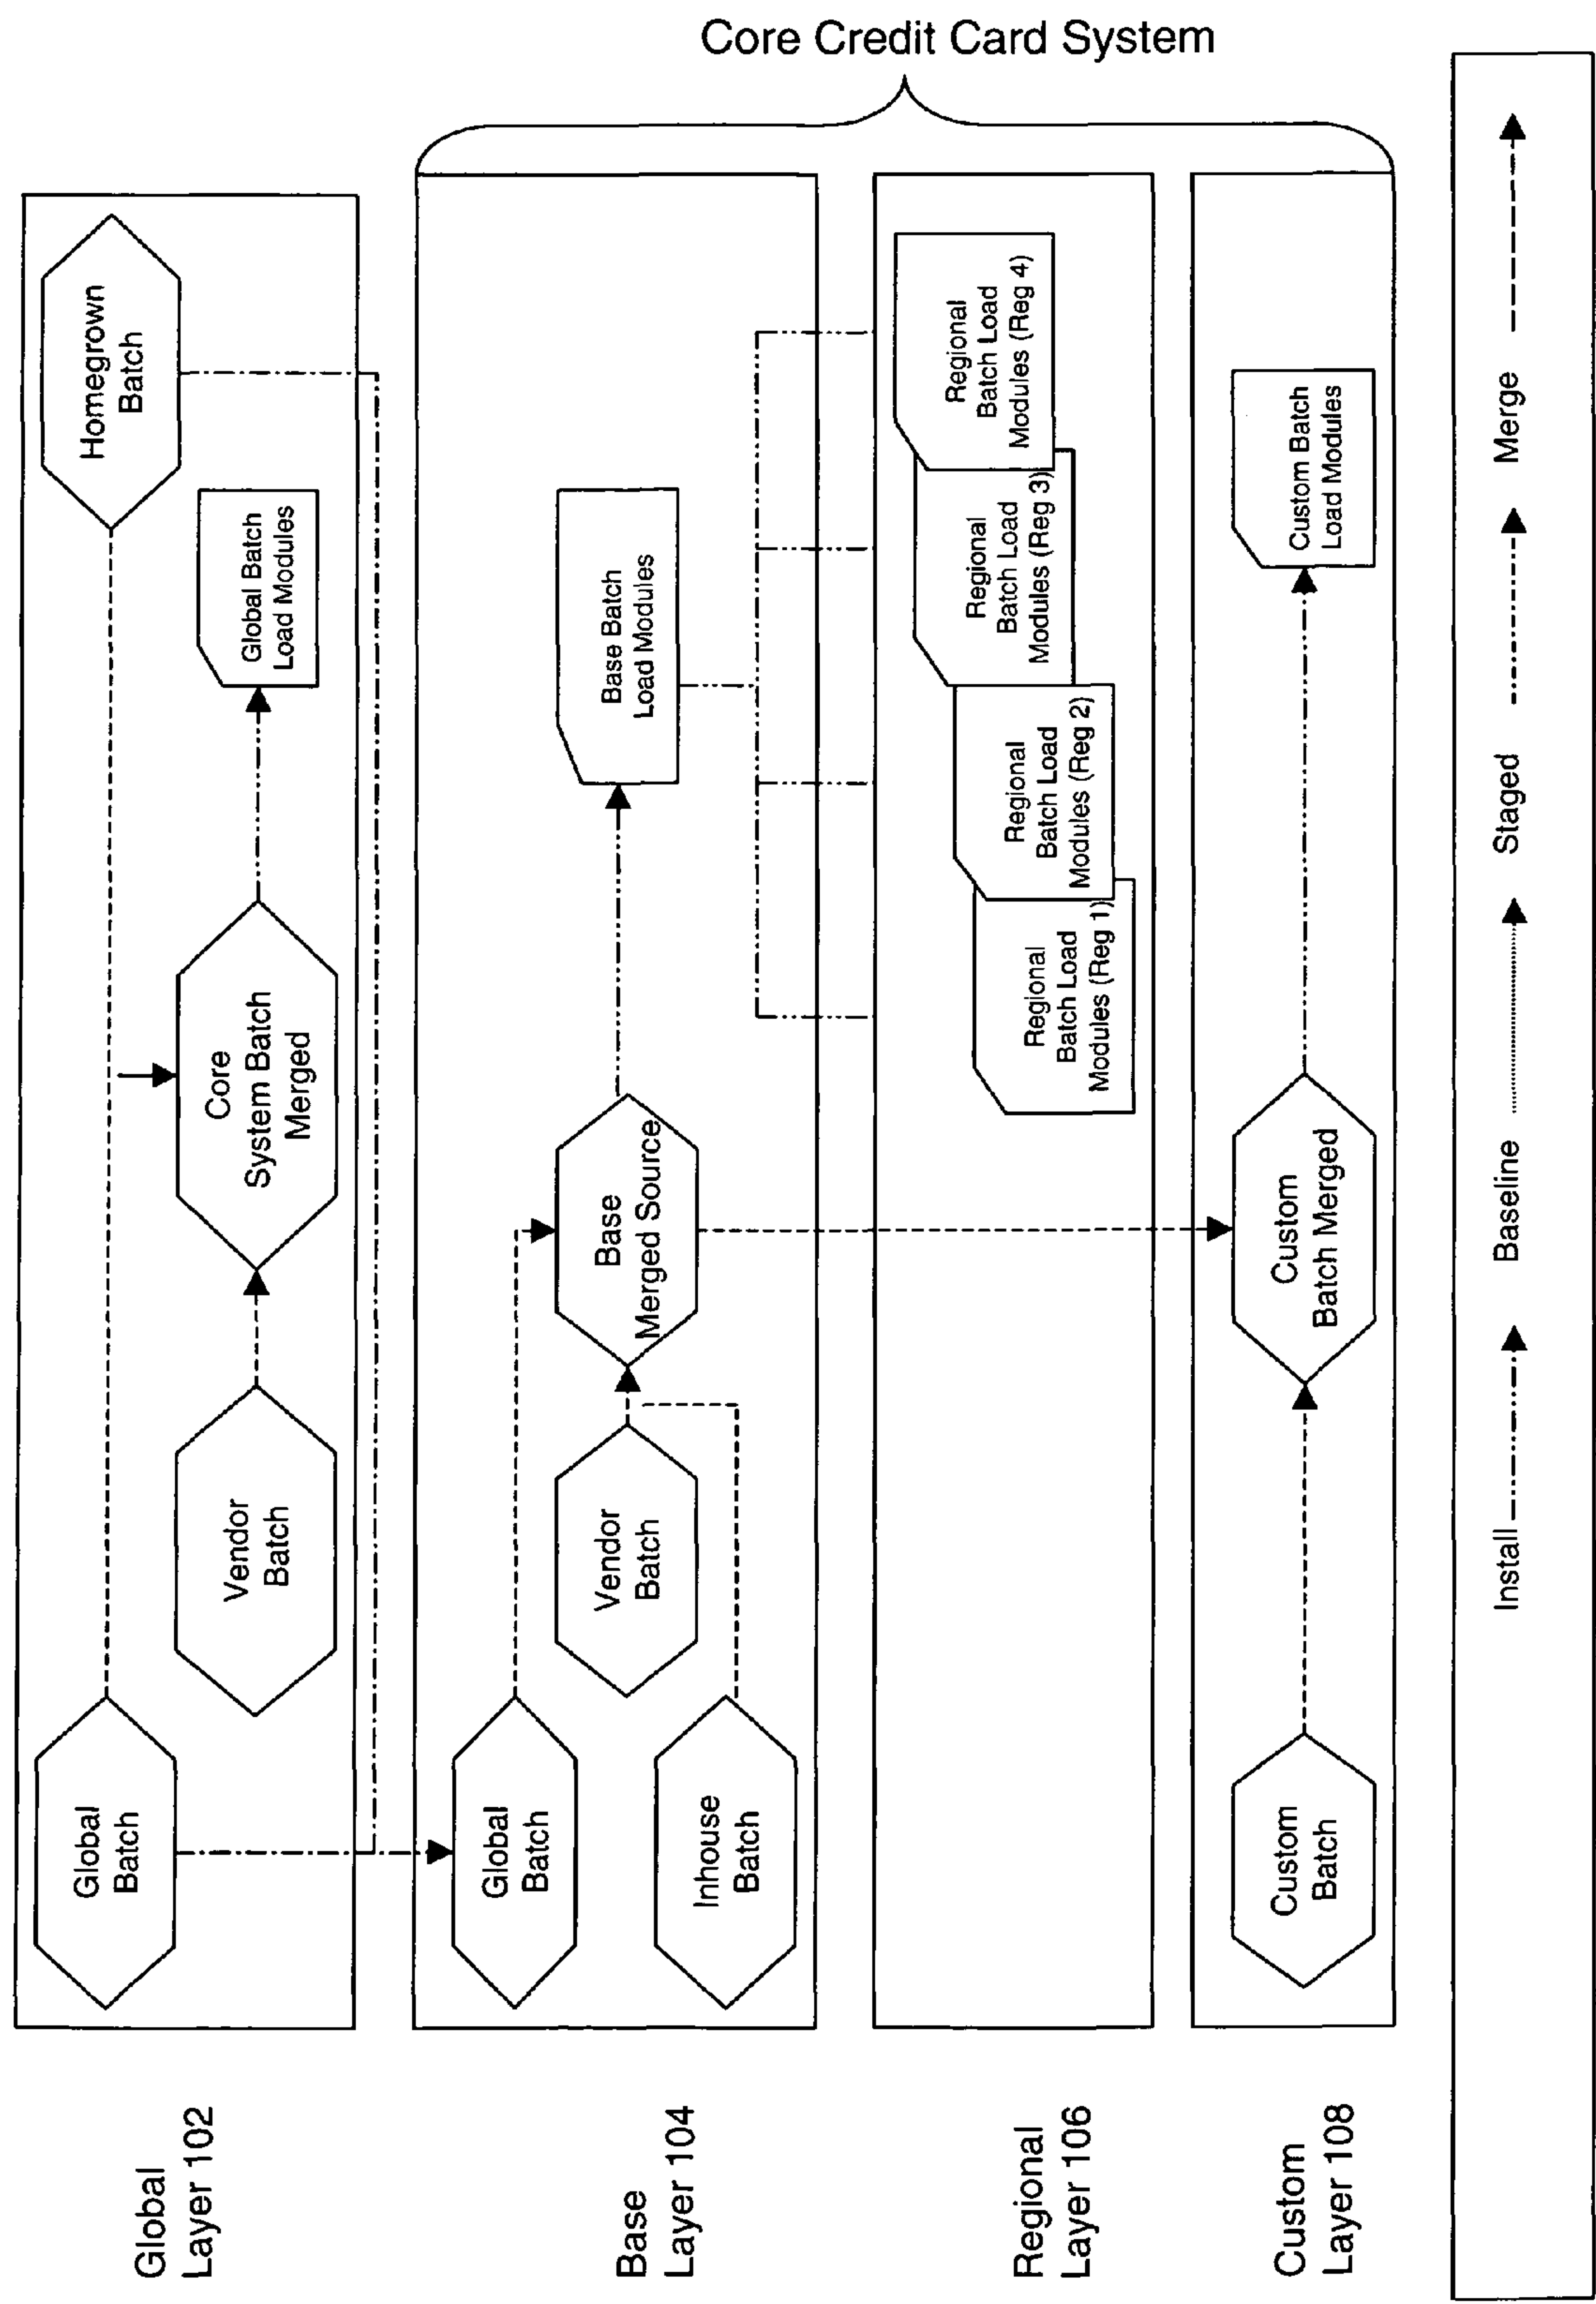 Core Credit Card System
Global
Layer 102
Global
Batch
Vendor
Batch
Core
System Batch
Merged
Global Batch
Load Modules
Homegrown
Batch
Base
Layer 104
Global
Batch
Inhouse
Batch
Vendor
Batch
Base
Merged Source
Base Batch
Load Modules
Regional
Layer 106
Regional
Batch Load
Modules (Reg 1)
Regional
Batch Load
Modules (Reg 2)
Regional
Batch Load
Modules (Reg 3)
Regional
Batch Load
Modules (Reg 4)
Custom
Layer 108
Custom
Batch
Custom
Batch Merged
Custom Batch
Load Modules
Install
Baseline
Staged
Merge